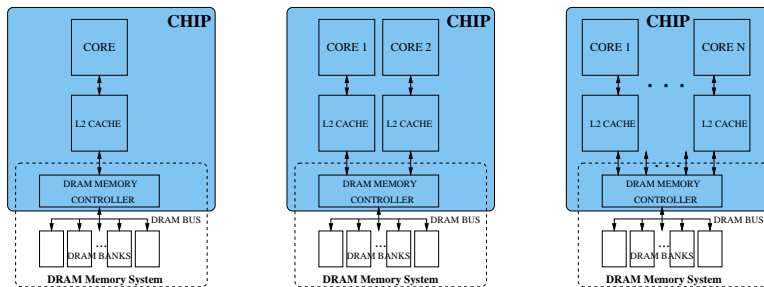 CHIP
CORE
L2 CACHE
DRAM MEMORY
CONTROLLER
DRAM BUS
...
DRAM BANKS
DRAM Memory System
CHIP
CORE 1 CORE 2
L2 CACHE L2 CACHE
DRAM MEMORY
CONTROLLER
DRAM BUS
...
DRAM BANKS
DRAM Memory System
CHIP
CORE 1 CORE N
. . .
L2 CACHE L2 CACHE
. . . .
DRAM MEMORY
CONTROLLER
DRAM BUS
...
DRAM BANKS
DRAM Memory System